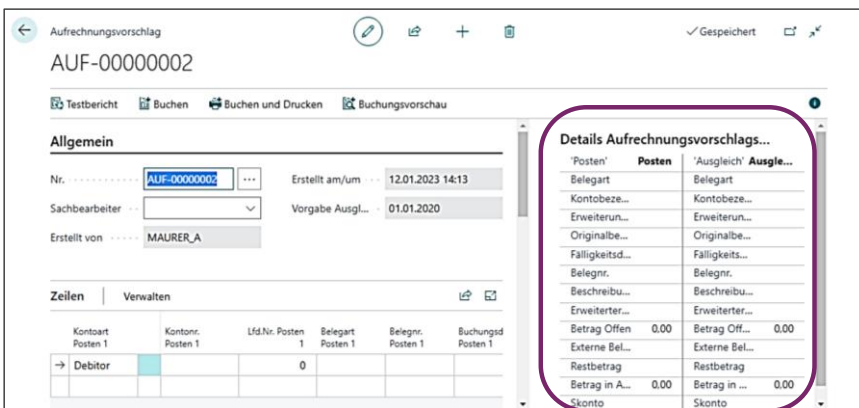 Aufrechnungsvorschlag
✓ Gespeichert
AUF-00000002
Testbericht Buchen Buchen und Drucken Buchungsvorschau
Allgemein
Nr. AUF-00000002 ... Erstellt am/um 12.01.2023 14:13
Sachbearbeiter Vorgabe Ausgl... 01.01.2020
Erstellt von MAURER_A
Zeilen | Verwalten
Kontoart Posten 1 Kontonr. Posten 1 Lfd.Nr. Posten 1 Belegart Posten 1 Belegnr. Posten 1 Buchungsd Posten 1
→ Debitor 0
Details Aufrechnungsvorschlags...
'Posten' Posten 'Ausgleich' Ausgle...
Belegart Belegart
Kontobeze... Kontobeze...
Erweiterun... Erweiterun...
Originalbe... Originalbe...
Fälligkeitsd... Fälligkeits...
Belegnr. Belegnr.
Beschreibu... Beschreibu...
Erweiterter... Erweiterter...
Betrag Offen 0.00 Betrag Off... 0.00
Externe Bel... Externe Bel...
Restbetrag Restbetrag
Betrag in A... 0.00 Betrag in ... 0.00
Skonto Skonto